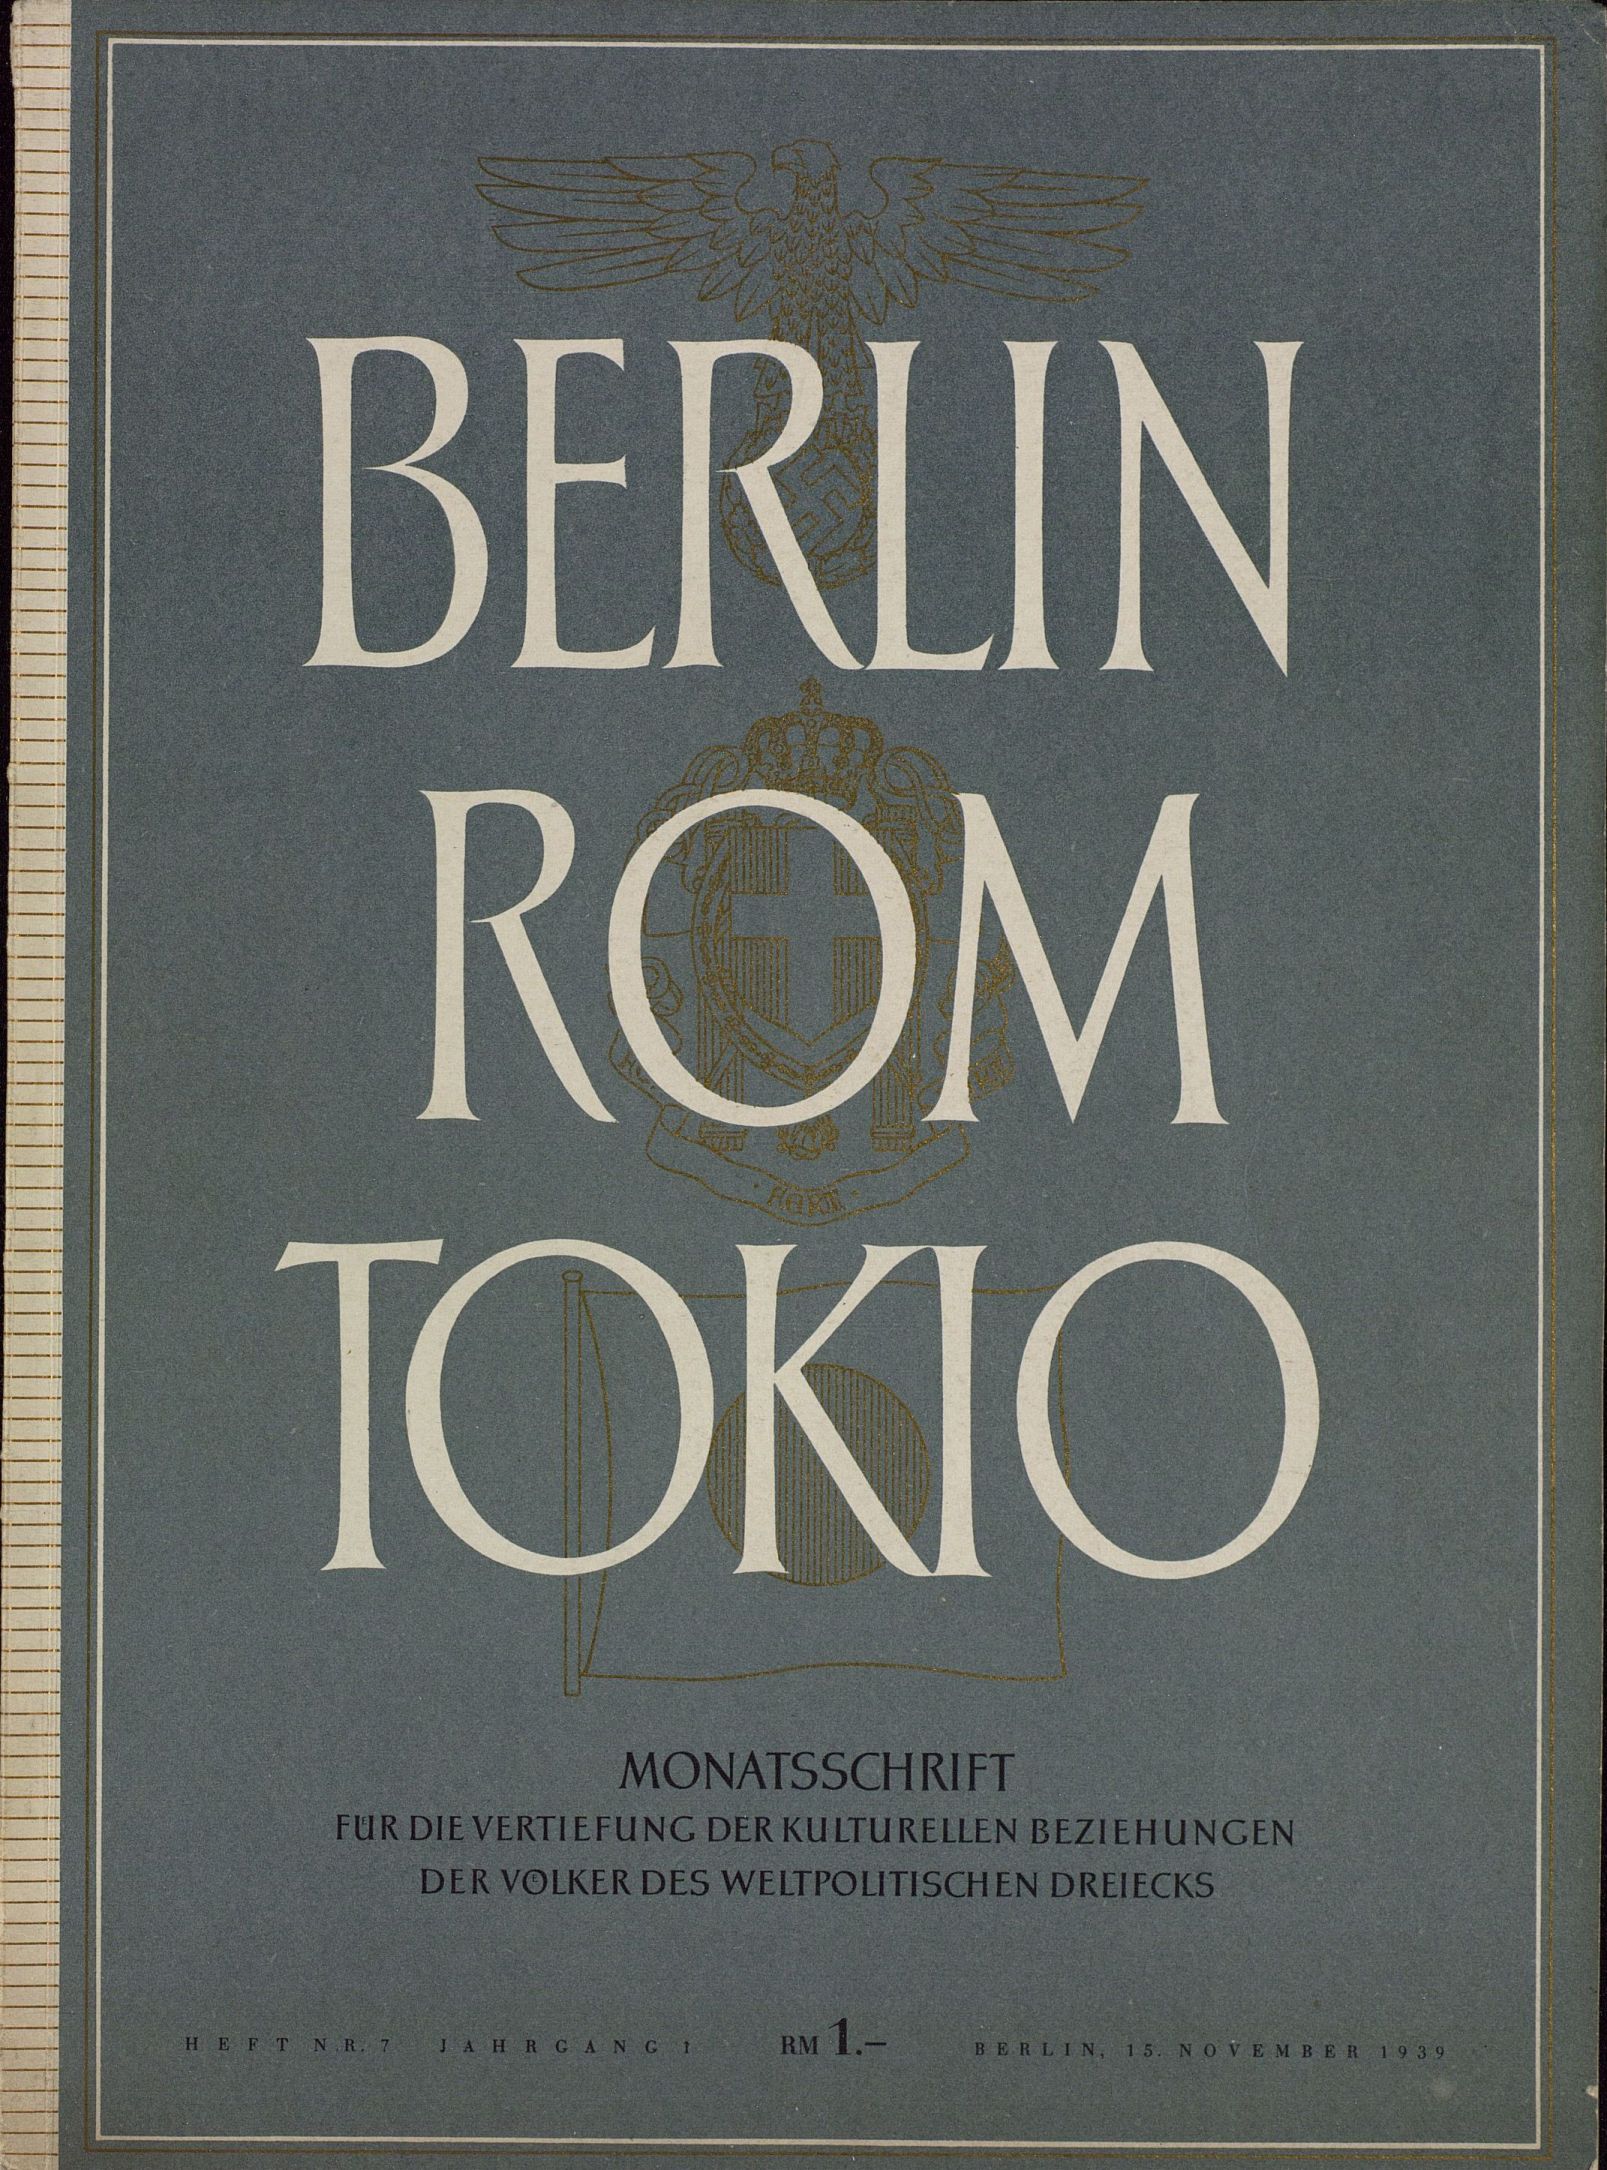 BERLIN
ROM
TOKIO
· FERT ·
MONATSSCHRIFT
FÜR DIE VERTIEFUNG DER KULTURELLEN BEZIEHUNGEN
DER VÖLKER DES WELTPOLITISCHEN DREIECKS
HEFT NR. 7 JAHRGANG 1 RM 1.– BERLIN, 15. NOVEMBER 1939